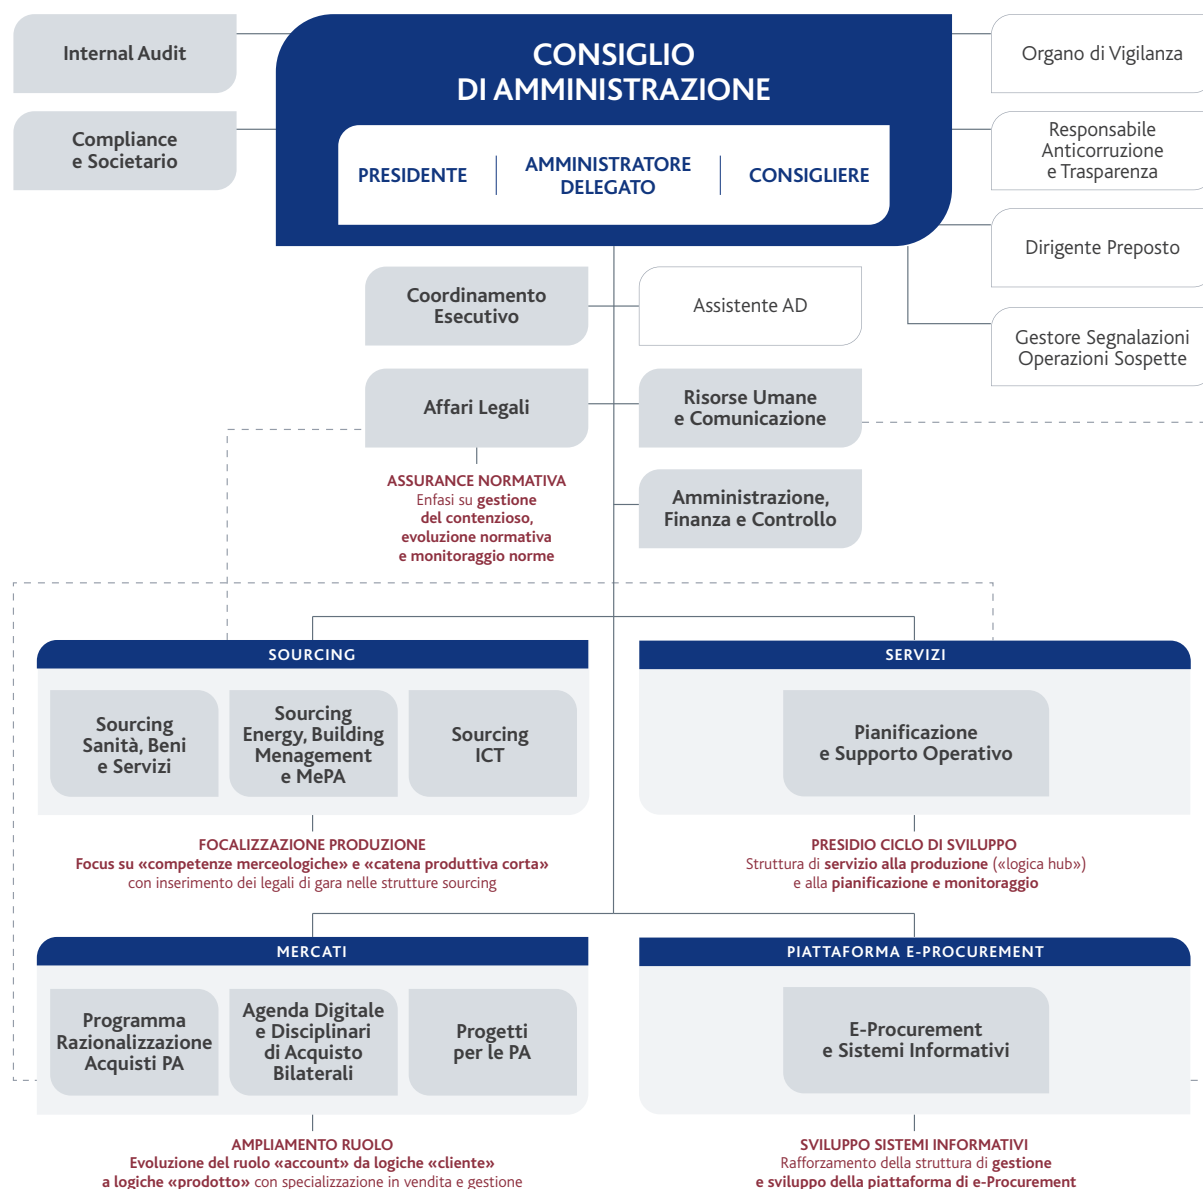 Internal Audit
Compliance
e Societario
CONSIGLIO
DI AMMINISTRAZIONE
PRESIDENTE
AMMINISTRATORE
DELEGATO
CONSIGLIERE
Organo di Vigilanza
Responsabile
Anticorruzione
e Trasparenza
Dirigente Preposto
Gestore Segnalazioni
Operazioni Sospette
Coordinamento
Esecutivo
Assistente AD
Affari Legali
Risorse Umane
e Comunicazione
ASSURANCE NORMATIVA
Enfasi su gestione
del contenzioso,
evoluzione normativa
e monitoraggio norme
Amministrazione,
Finanza e Controllo
SOURCING
Sourcing
Sanità, Beni
e Servizi
Sourcing
Energy, Building
Menagement
e MePA
Sourcing
ICT
FOCALIZZAZIONE PRODUZIONE
Focus su «competenze merceologiche» e «catena produttiva corta»
con inserimento dei legali di gara nelle strutture sourcing
SERVIZI
Pianificazione
e Supporto Operativo
PRESIDIO CICLO DI SVILUPPO
Struttura di servizio alla produzione («logica hub»)
e alla pianificazione e monitoraggio
MERCATI
Programma
Razionalizzazione
Acquisti PA
Agenda Digitale
e Disciplinari
di Acquisto
Bilaterali
Progetti
per le PA
AMPLIAMENTO RUOLO
Evoluzione del ruolo «account» da logiche «cliente»
a logiche «prodotto» con specializzazione in vendita e gestione
PIATTAFORMA E-PROCUREMENT
E-Procurement
e Sistemi Informativi
SVILUPPO SISTEMI INFORMATIVI
Rafforzamento della struttura di gestione
e sviluppo della piattaforma di e-Procurement